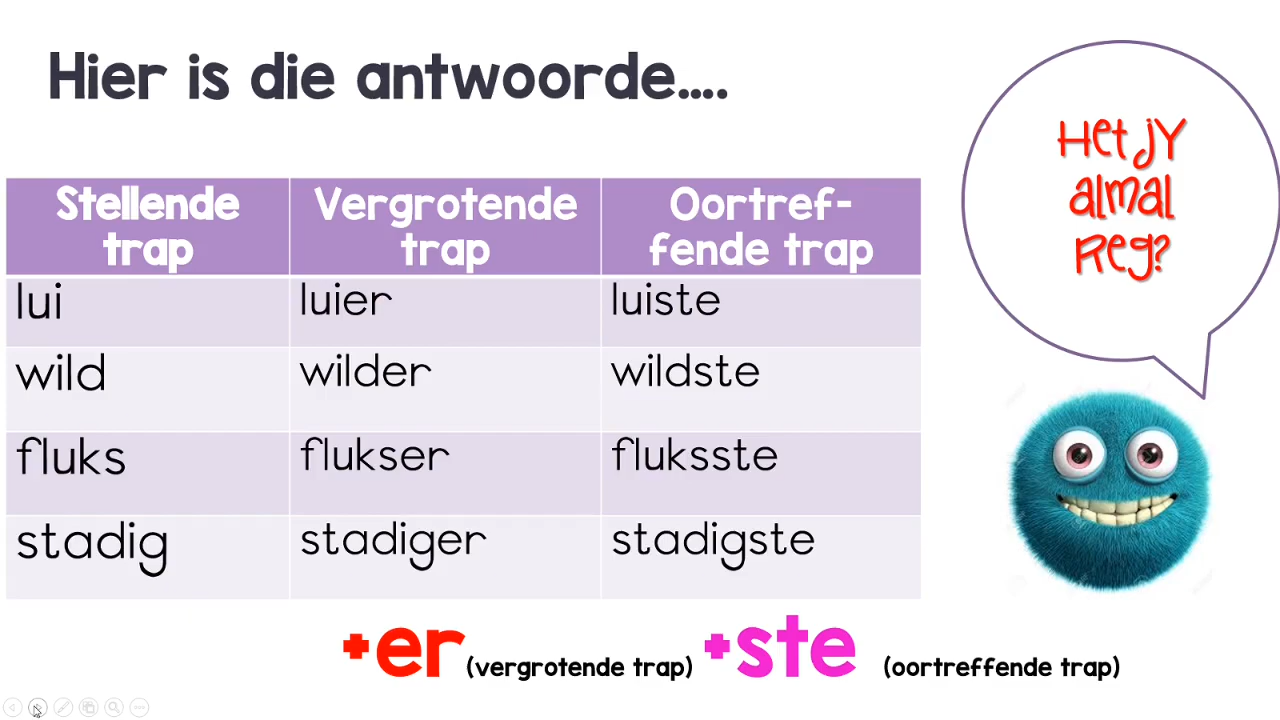 Hier is die antwoorde....
Het jy
almal
reg?
Stellende trap Vergrotende trap Oortref-fende trap
lui luier luiste
wild wilder wildste
fluks flukser fluksste
stadig stadiger stadigste
+er (vergrotende trap) +ste (oortreffende trap)